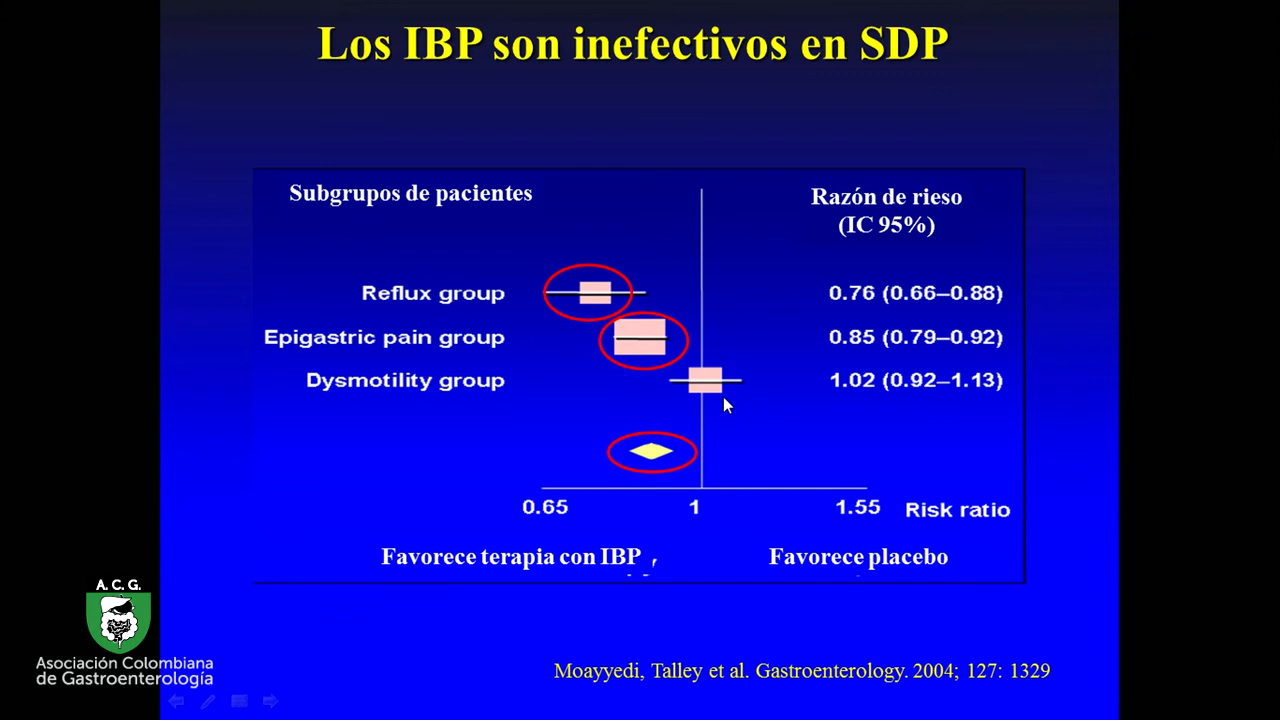 Los IBP son inefectivos en SDP
Subgrupos de pacientes
Razón de rieso
(IC 95%)
Reflux group
0.76 (0.66–0.88)
Epigastric pain group
0.85 (0.79–0.92)
Dysmotility group
1.02 (0.92–1.13)
0.65
1
1.55
Risk ratio
Favorece terapia con IBP
Favorece placebo
A. C. G.
Asociación Colombiana
de Gastroenterología
Moayyedi, Talley et al. Gastroenterology. 2004; 127: 1329